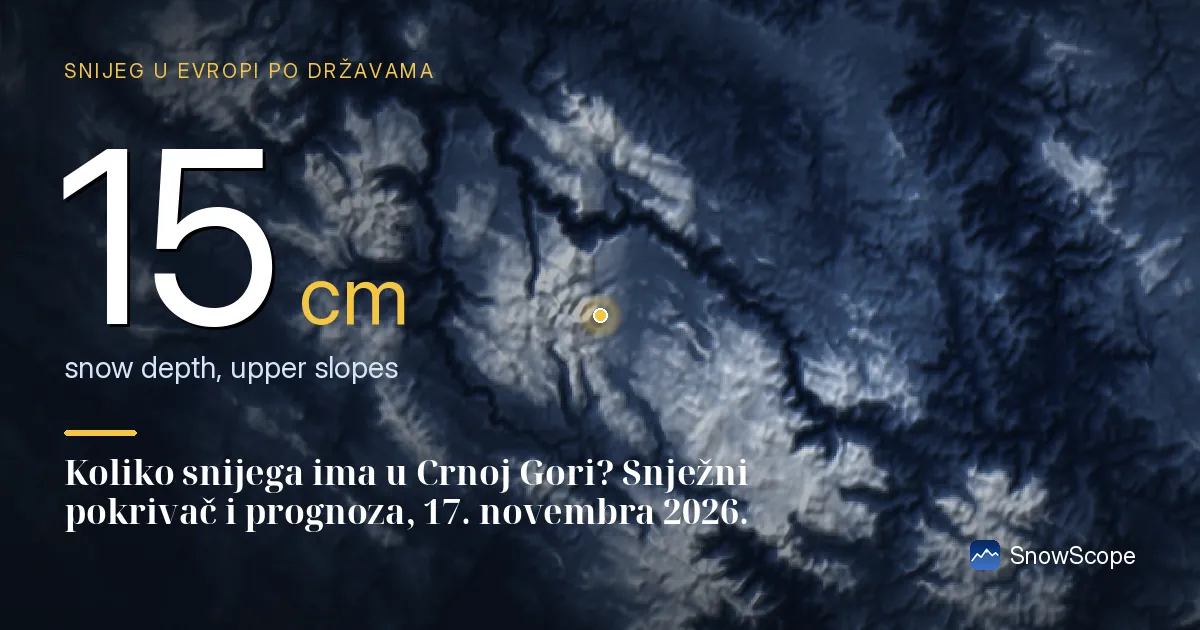 SNIJEG U EVROPI PO DRŽAVAMA
15 cm
snow depth, upper slopes
Koliko snijega ima u Crnoj Gori? Snježni
pokrivač i prognoza, 17. novembra 2026.
SnowScope